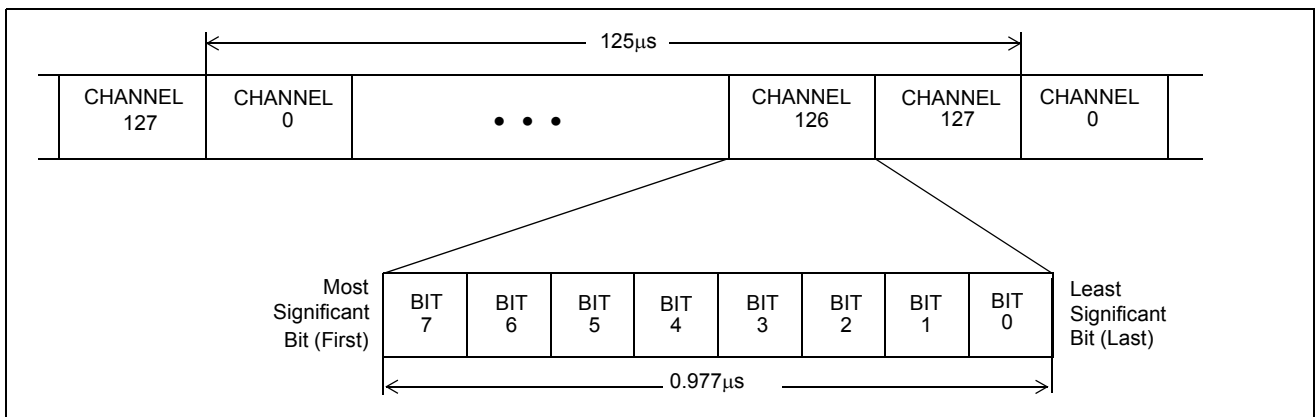 125μs
CHANNEL
127
CHANNEL
0
• • •
CHANNEL
126
CHANNEL
127
CHANNEL
0
Most
Significant
Bit (First)
BIT
7
BIT
6
BIT
5
BIT
4
BIT
3
BIT
2
BIT
1
BIT
0
Least
Significant
Bit (Last)
0.977μs